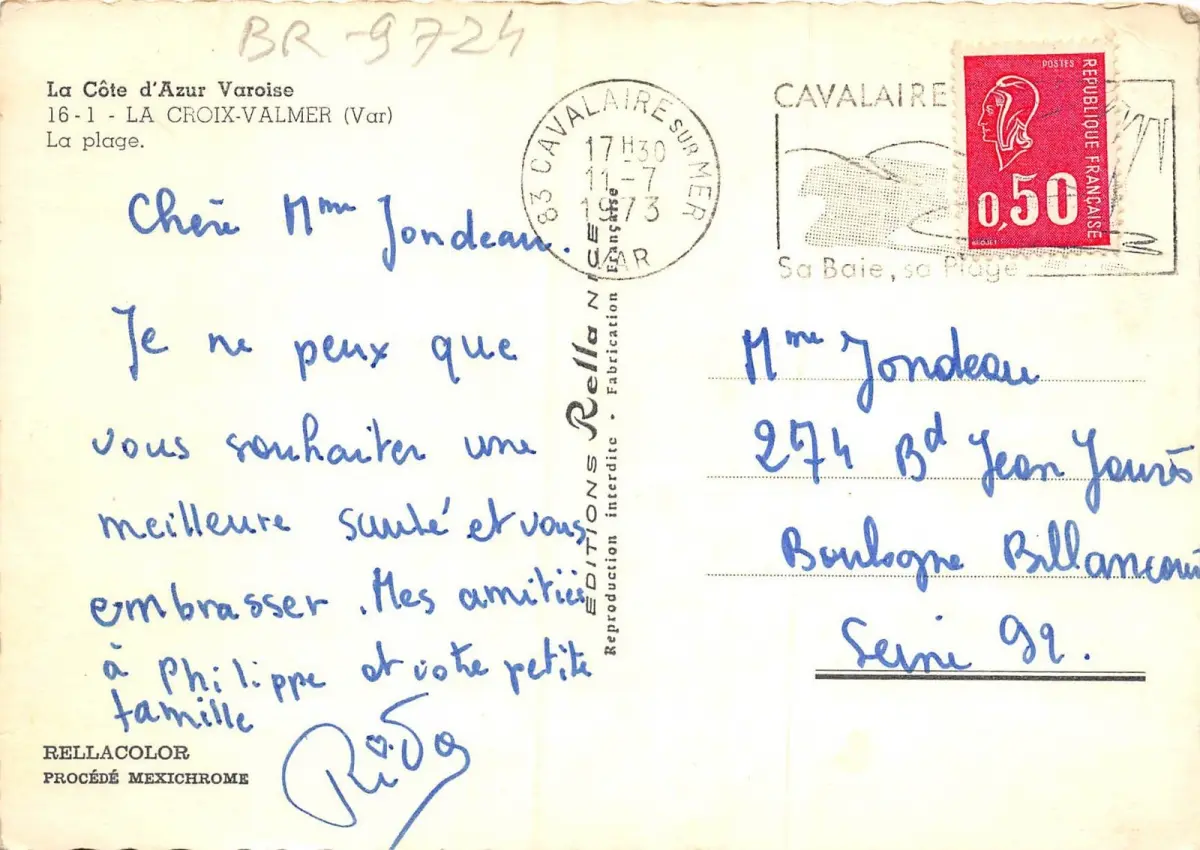 BR-9724
La Côte d'Azur Varoise
16-1 - LA CROIX-VALMER (Var)
La plage.
83 CAVALAIRE SUR MER
17H30
11-7
1973
VAR
CAVALAIRE
Sa Baie, sa Plage
POSTES
REPUBLIQUE FRANÇAISE
0,50
BEQUET
Chère Mme Jondeau.
Je ne peux que
vous souhaiter une
meilleure santé et vous
embrasser. Mes amitiés
à Philippe et votre petite
famille
Rida
EDITIONS Rella NICE
Reproduction interdite · Fabrication Française
Mme Jondeau
274 Bd Jean Jaurès
Boulogne Billancourt
Seine 92.
RELLACOLOR
PROCÉDÉ MEXICHROME